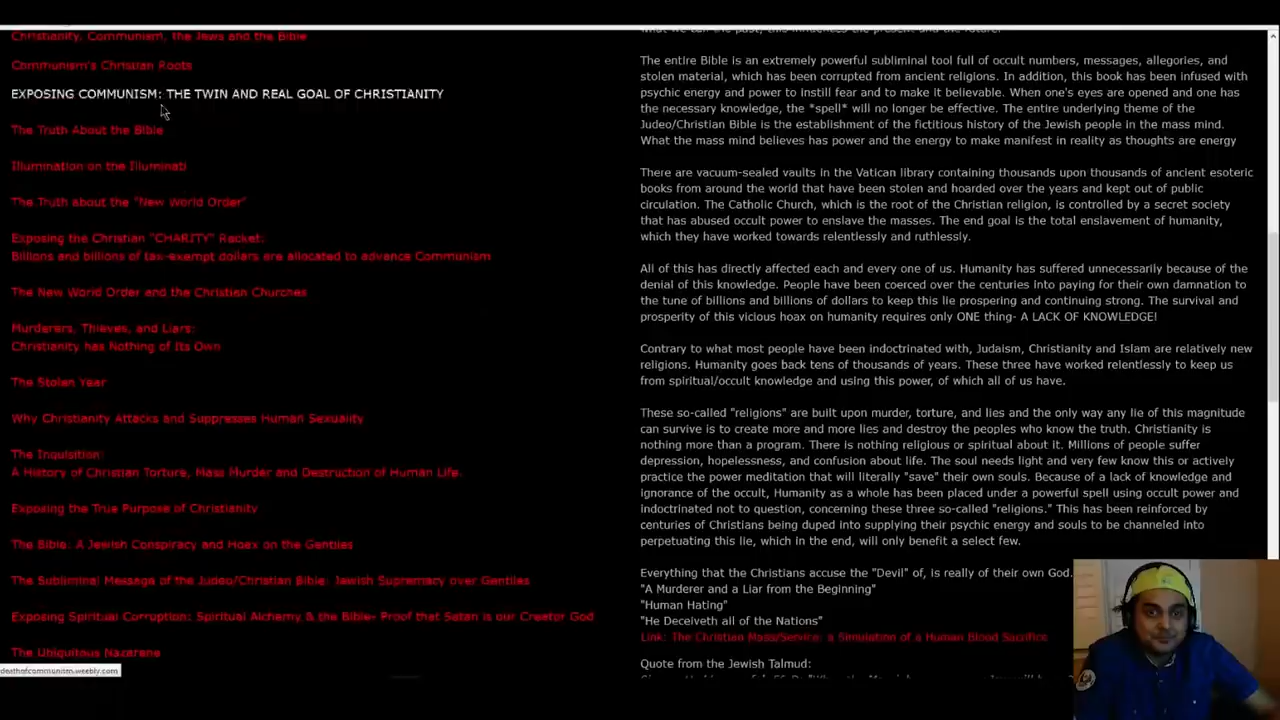 Christianity, Communism, the Jews and the Bible
Communism's Christian Roots
EXPOSING COMMUNISM: THE TWIN AND REAL GOAL OF CHRISTIANITY
The Truth About the Bible
Illumination on the Illuminati
The Truth about the "New World Order"
Exposing the Christian "CHARITY" Racket:
Billions and billions of tax-exempt dollars are allocated to advance Communism
The New World Order and the Christian Churches
Murderers, Thieves, and Liars:
Christianity has Nothing of Its Own
The Stolen Year
Why Christianity Attacks and Suppresses Human Sexuality
The Inquisition:
A History of Christian Torture, Mass Murder and Destruction of Human Life.
Exposing the True Purpose of Christianity
The Bible: A Jewish Conspiracy and Hoax on the Gentiles
The Subliminal Message of the Judeo/Christian Bible: Jewish Supremacy over Gentiles
Exposing Spiritual Corruption: Spiritual Alchemy & the Bible- Proof that Satan is our Creator God
The Ubiquitous Nazarene
deathofcommunism.weebly.com
what we call the past, this influences the present and the future.
The entire Bible is an extremely powerful subliminal tool full of occult numbers, messages, allegories, and
stolen material, which has been corrupted from ancient religions. In addition, this book has been infused with
psychic energy and power to instill fear and to make it believable. When one's eyes are opened and one has
the necessary knowledge, the *spell* will no longer be effective. The entire underlying theme of the
Judeo/Christian Bible is the establishment of the fictitious history of the Jewish people in the mass mind.
What the mass mind believes has power and the energy to make manifest in reality as thoughts are energy
There are vacuum-sealed vaults in the Vatican library containing thousands upon thousands of ancient esoteric
books from around the world that have been stolen and hoarded over the years and kept out of public
circulation. The Catholic Church, which is the root of the Christian religion, is controlled by a secret society
that has abused occult power to enslave the masses. The end goal is the total enslavement of humanity,
which they have worked towards relentlessly and ruthlessly.
All of this has directly affected each and every one of us. Humanity has suffered unnecessarily because of the
denial of this knowledge. People have been coerced over the centuries into paying for their own damnation to
the tune of billions and billions of dollars to keep this lie prospering and continuing strong. The survival and
prosperity of this vicious hoax on humanity requires only ONE thing- A LACK OF KNOWLEDGE!
Contrary to what most people have been indoctrinated with, Judaism, Christianity and Islam are relatively new
religions. Humanity goes back tens of thousands of years. These three have worked relentlessly to keep us
from spiritual/occult knowledge and using this power, of which all of us have.
These so-called "religions" are built upon murder, torture, and lies and the only way any lie of this magnitude
can survive is to create more and more lies and destroy the peoples who know the truth. Christianity is
nothing more than a program. There is nothing religious or spiritual about it. Millions of people suffer
depression, hopelessness, and confusion about life. The soul needs light and very few know this or actively
practice the power meditation that will literally "save" their own souls. Because of a lack of knowledge and
ignorance of the occult, Humanity as a whole has been placed under a powerful spell using occult power and
indoctrinated not to question, concerning these three so-called "religions." This has been reinforced by
centuries of Christians being duped into supplying their psychic energy and souls to be channeled into
perpetuating this lie, which in the end, will only benefit a select few.
Everything that the Christians accuse the "Devil" of, is really of their own God.
"A Murderer and a Liar from the Beginning"
"Human Hating"
"He Deceiveth all of the Nations"
Link: The Christian Mass/Service: a Simulation of a Human Blood Sacrifice
Quote from the Jewish Talmud: